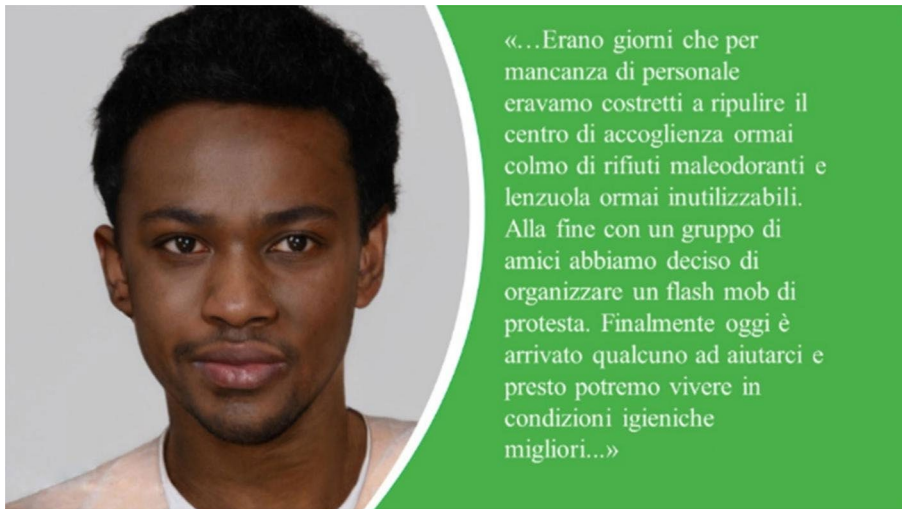 «…Erano giorni che per
mancanza di personale
eravamo costretti a ripulire il
centro di accoglienza ormai
colmo di rifiuti maleodoranti e
lenzuola ormai inutilizzabili.
Alla fine con un gruppo di
amici abbiamo deciso di
organizzare un flash mob di
protesta. Finalmente oggi è
arrivato qualcuno ad aiutarci e
presto potremo vivere in
condizioni igieniche
migliori...»